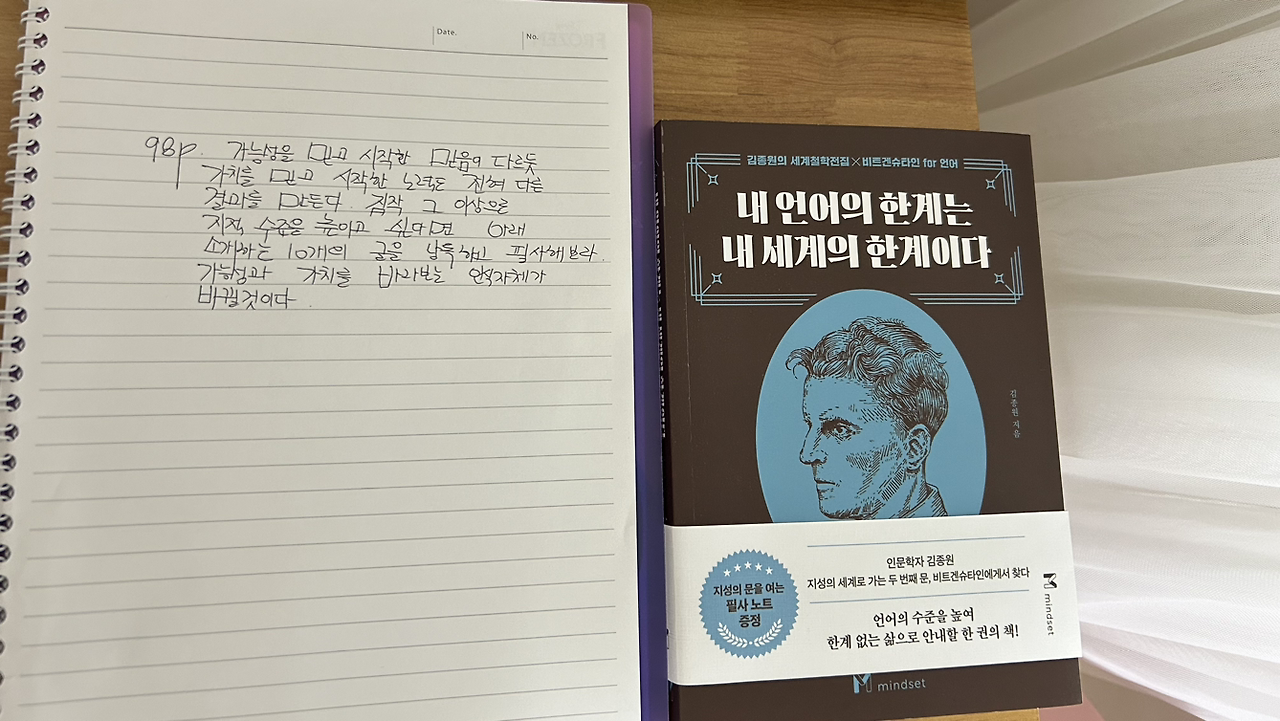 Date.
No.
98p. 가능성을 믿고 시작한 믿음이 다르듯
가치를 믿고 시작한 노력도 전혀 다른
결과를 만든다. 짐작 그 이상으로
지적 수준을 높이고 싶다면 아래
소개하는 10개의 글을 낭독하고 필사해보라.
가능성과 가치를 바라보는 안목자체가
바뀔것이다.
김종원의 세계철학전집×비트겐슈타인 for 언어
내 언어의 한계는
내 세계의 한계이다
김종원 지음
인문학자 김종원
지성의 세계로 가는 두 번째 문, 비트겐슈타인에게서 찾다
언어의 수준을 높여
한계 없는 삶으로 안내할 한 권의 책!
지성의 문을 여는
필사 노트
증정
mindset
mindset